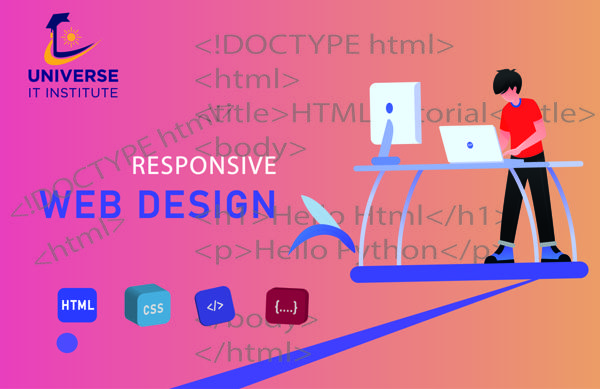 UNIVERSE
IT INSTITUTE
<!DOCTYPE html>
<html>
<title>HTML Tutorial</title>
<body>
<!DOCTYPE html>
<html>
RESPONSIVE
WEB DESIGN
<h1>Hello Html</h1>
<p>Hello Python</p>
HTML
CSS
</>
{....}
</body>
</html>